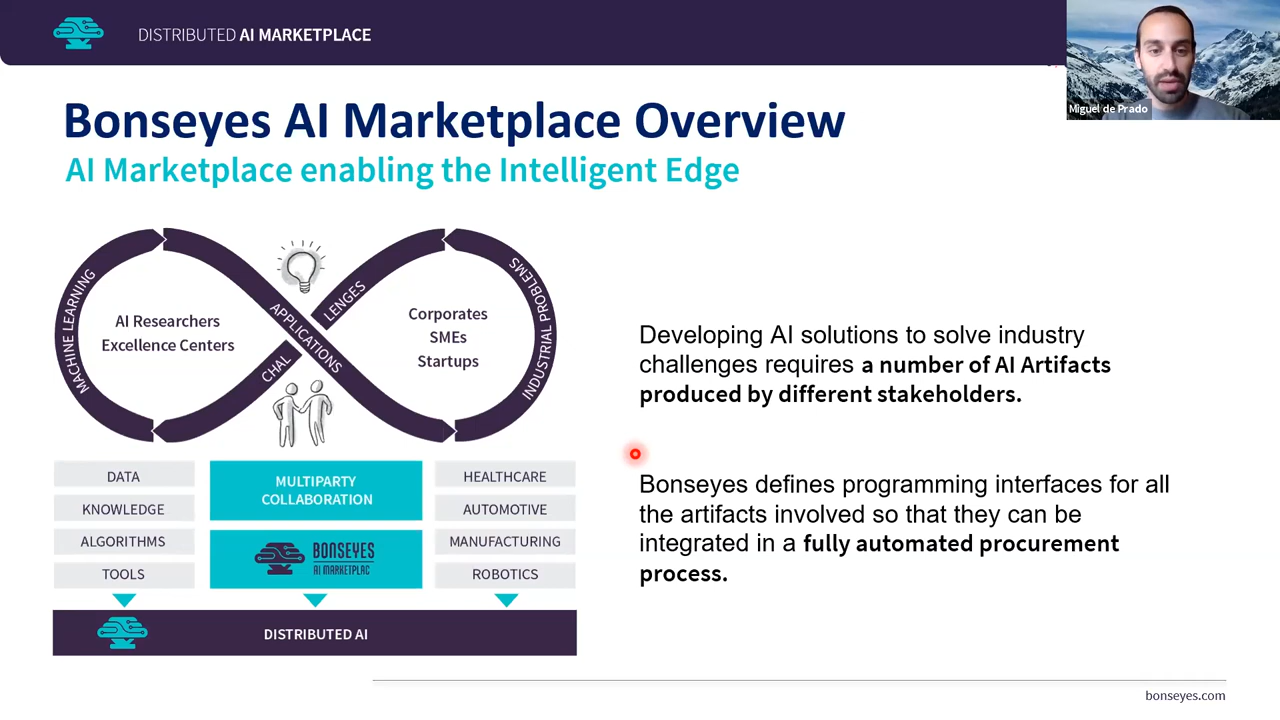 DISTRIBUTED AI MARKETPLACE
Miguel de Prado
Bonseyes AI Marketplace Overview
AI Marketplace enabling the Intelligent Edge
MACHINE LEARNING
AI Researchers
Excellence Centers
APPLICATIONS
CHAL
LENGES
Corporates
SMEs
Startups
INDUSTRIAL PROBLEMS
DATA
KNOWLEDGE
ALGORITHMS
TOOLS
MULTIPARTY
COLLABORATION
BONSEYES
AI MARKETPLAC
HEALTHCARE
AUTOMOTIVE
MANUFACTURING
ROBOTICS
DISTRIBUTED AI
Developing AI solutions to solve industry
challenges requires a number of AI Artifacts
produced by different stakeholders.
Bonseyes defines programming interfaces for all
the artifacts involved so that they can be
integrated in a fully automated procurement
process.
bonseyes.com